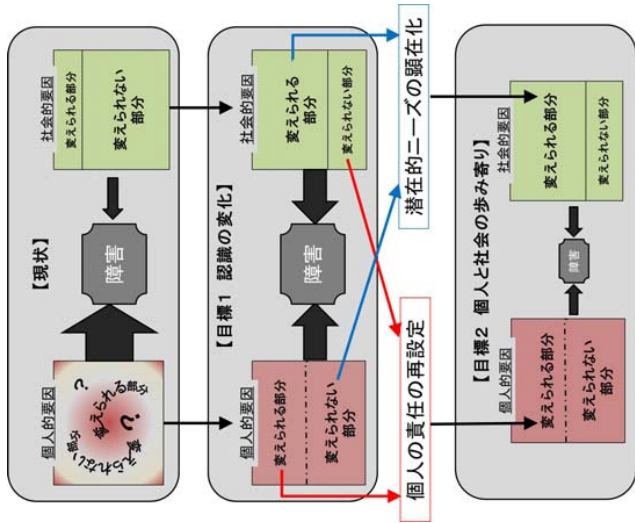 【現状】
個人的要因
変えられる部分
?
?
変えられない部分
障害
社会的要因
変えられる部分
変えられない
部分
【目標1 認識の変化】
個人的要因
変えられる部分
変えられない
部分
障害
社会的要因
変えられる
部分
変えられない部分
個人の責任の再設定
潜在的ニーズの顕在化
【目標2 個人と社会の歩み寄り】
個人的要因
変えられる部分
変えられない
部分
障害
社会的要因
変えられる部分
変えられない部分